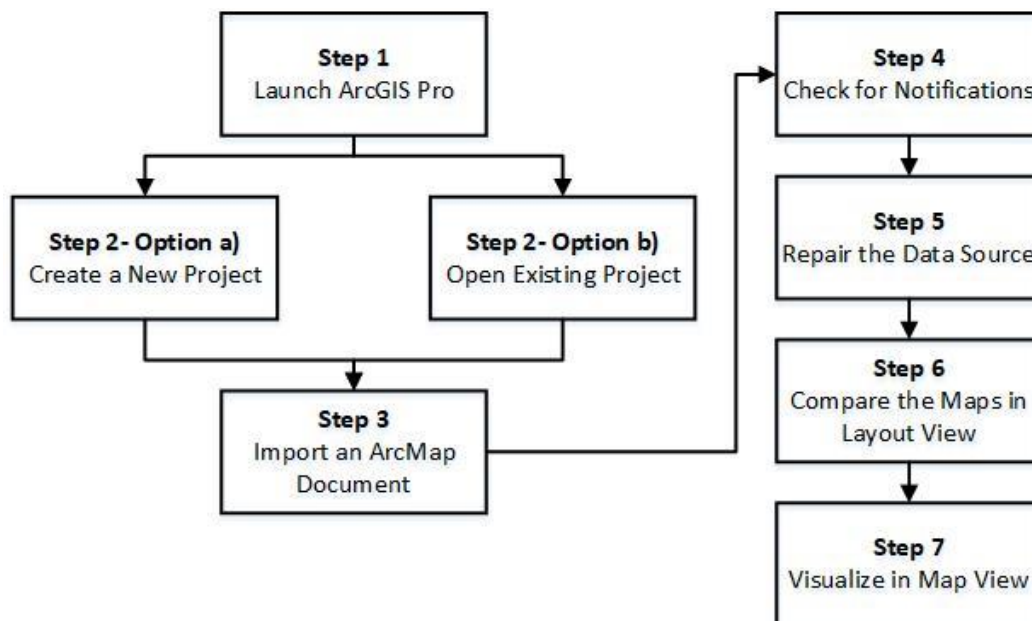 Step 1
Launch ArcGIS Pro
Step 2- Option a)
Create a New Project
Step 2- Option b)
Open Existing Project
Step 3
Import an ArcMap
Document
Step 4
Check for Notifications
Step 5
Repair the Data Source
Step 6
Compare the Maps in
Layout View
Step 7
Visualize in Map View